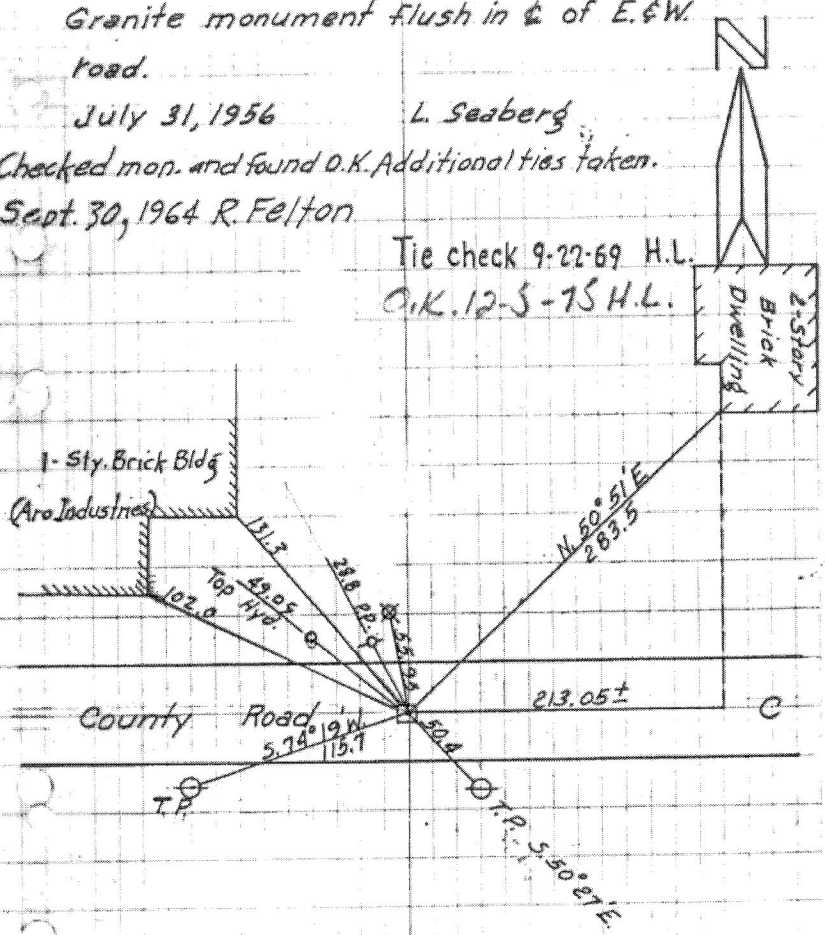 Granite monument flush in ℄ of E.&W.
road.
July 31, 1956 L. Seaberg
Checked mon. and found O.K. Additional ties taken.
Sept. 30, 1964 R. Felton
Tie check 9-22-69 H.L.
O.K. 12-5-75 H.L.
N
2-Story
Brick
Dwelling
1-Sty. Brick Bldg
(Aro Industries)
131.3
102.0
49.05
Top Hyd.
28.8 P.P.
55.95
N. 50° 51' E
283.5
213.05±
County Road
C
S. 74° 19' W.
115.7
50.4
T.P.
T.P. S. 50° 27' E.